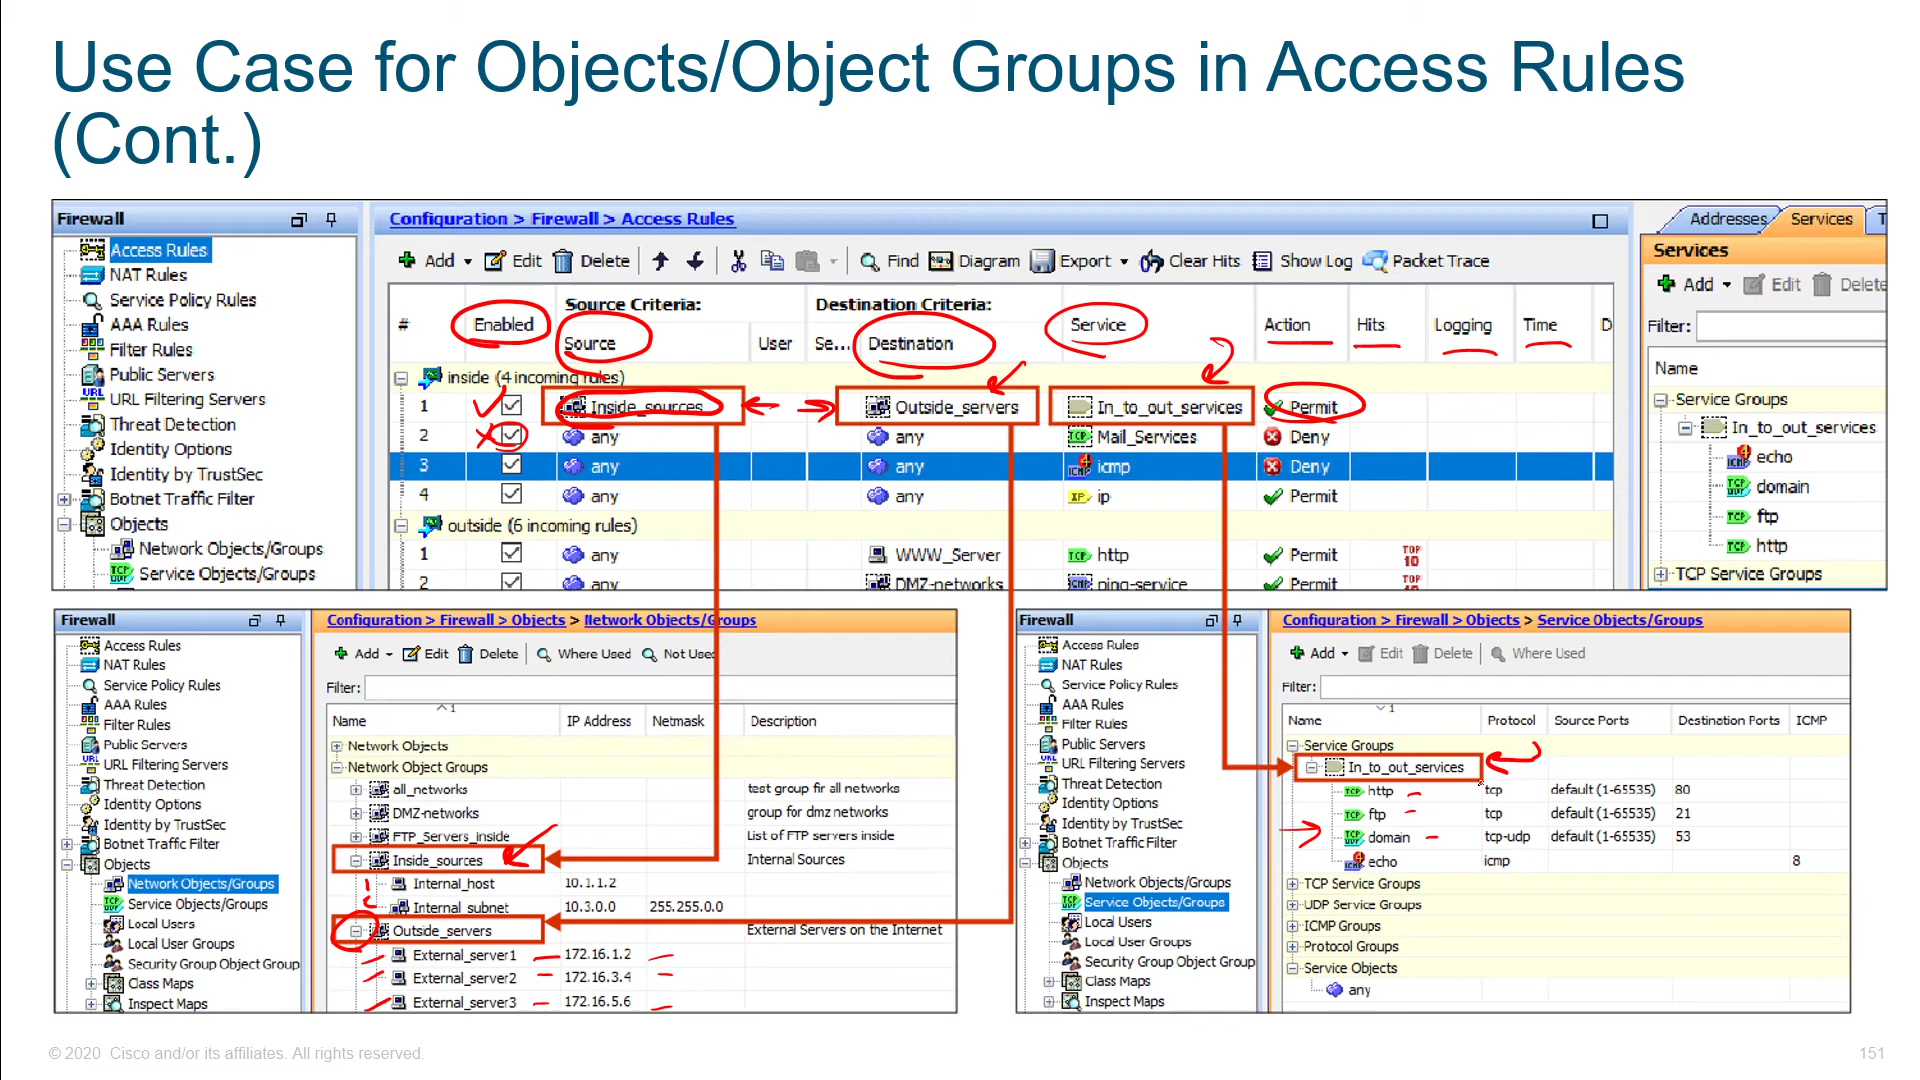 Use Case for Objects/Object Groups in Access Rules
(Cont.)
Firewall
Access Rules
NAT Rules
Service Policy Rules
AAA Rules
Filter Rules
Public Servers
URL Filtering Servers
Threat Detection
Identity Options
Identity by TrustSec
Botnet Traffic Filter
Objects
Network Objects/Groups
Service Objects/Groups
Configuration > Firewall > Access Rules
Add Edit Delete Find Diagram Export Clear Hits Show Log Packet Trace
Source Criteria: Destination Criteria:
# Enabled Source User Se... Destination Service Action Hits Logging Time D
inside (4 incoming rules)
1 Inside_sources Outside_servers In_to_out_services Permit
2 any any Mail_Services Deny
3 any any icmp Deny
4 any any ip Permit
outside (6 incoming rules)
1 any WWW_Server http Permit TOP 10
2 any DMZ-networks ping-service Permit TOP
Addresses Services T
Services
Add Edit Delete
Filter:
Name
Service Groups
In_to_out_services
echo
domain
ftp
http
TCP Service Groups
Firewall
Access Rules
NAT Rules
Service Policy Rules
AAA Rules
Filter Rules
Public Servers
URL Filtering Servers
Threat Detection
Identity Options
Identity by TrustSec
Botnet Traffic Filter
Objects
Network Objects/Groups
Service Objects/Groups
Local Users
Local User Groups
Security Group Object Group
Class Maps
Inspect Maps
Configuration > Firewall > Objects > Network Objects/Groups
Add Edit Delete Where Used Not Used
Filter:
Name 1 IP Address Netmask Description
Network Objects
Network Object Groups
all_networks test group fir all networks
DMZ-networks group for dmz networks
FTP_Servers_inside List of FTP servers inside
Inside_sources Internal Sources
Internal_host 10.1.1.2
Internal_subnet 10.3.0.0 255.255.0.0
Outside_servers External Servers on the Internet
External_server1 172.16.1.2
External_server2 172.16.3.4
External_server3 172.16.5.6
Firewall
Access Rules
NAT Rules
Service Policy Rules
AAA Rules
Filter Rules
Public Servers
URL Filtering Servers
Threat Detection
Identity Options
Identity by TrustSec
Botnet Traffic Filter
Objects
Network Objects/Groups
Service Objects/Groups
Local Users
Local User Groups
Security Group Object Group
Class Maps
Inspect Maps
Configuration > Firewall > Objects > Service Objects/Groups
Add Edit Delete Where Used
Filter:
Name 1 Protocol Source Ports Destination Ports ICMP
Service Groups
In_to_out_services
http tcp default (1-65535) 80
ftp tcp default (1-65535) 21
domain tcp-udp default (1-65535) 53
echo icmp 8
TCP Service Groups
UDP Service Groups
ICMP Groups
Protocol Groups
Service Objects
any
© 2020 Cisco and/or its affiliates. All rights reserved.
151